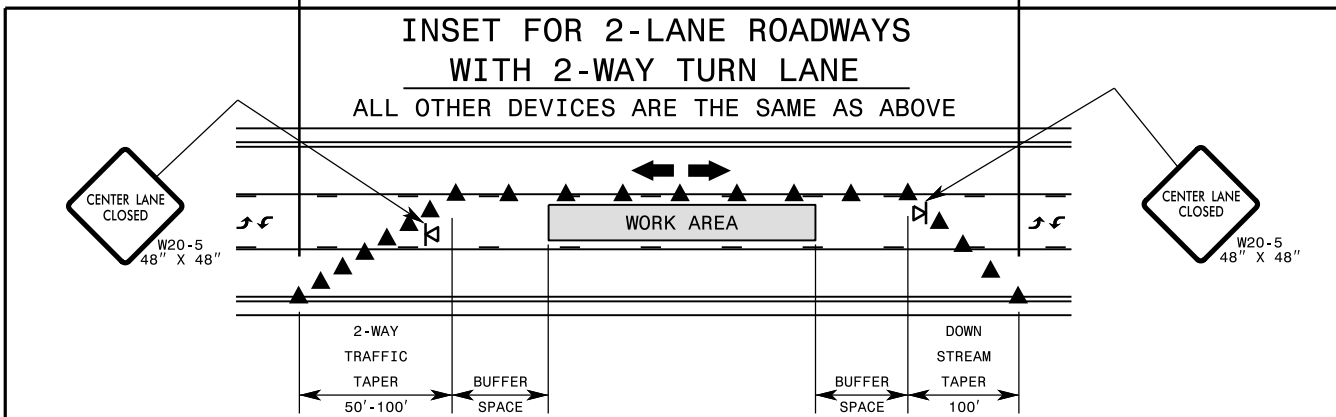 INSET FOR 2-LANE ROADWAYS
WITH 2-WAY TURN LANE
ALL OTHER DEVICES ARE THE SAME AS ABOVE
CENTER LANE
CLOSED
W20-5
48" X 48"
WORK AREA
CENTER LANE
CLOSED
W20-5
48" X 48"
2-WAY
TRAFFIC
TAPER
50'-100'
BUFFER
SPACE
BUFFER
SPACE
DOWN
STREAM
TAPER
100'